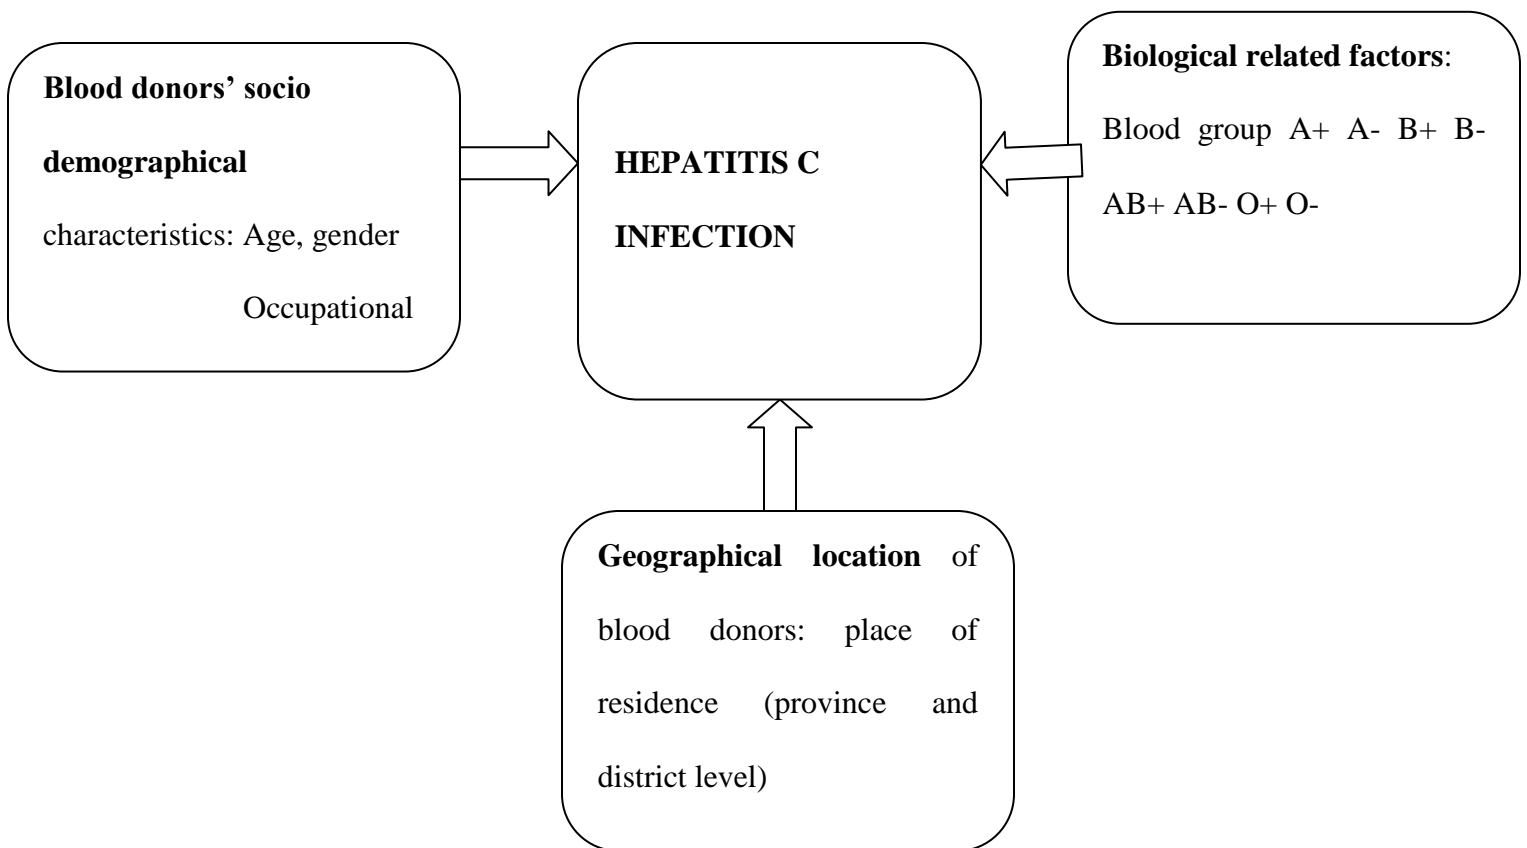 Blood donors’ socio
demographical
characteristics: Age, gender
Occupational
HEPATITIS C
INFECTION
Biological related factors:
Blood group A+ A- B+ B-
AB+ AB- O+ O-
Geographical location of
blood donors: place of
residence (province and
district level)